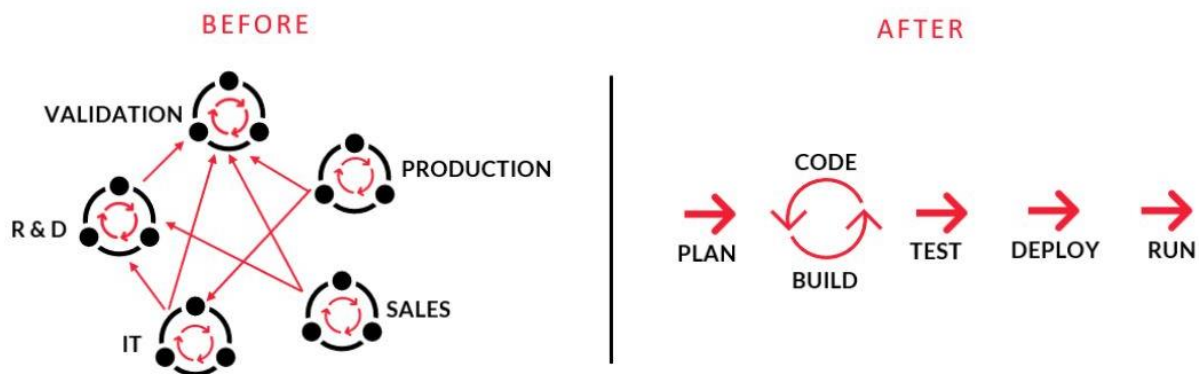 BEFORE
VALIDATION
PRODUCTION
R & D
SALES
IT
AFTER
CODE
PLAN
BUILD
TEST
DEPLOY
RUN